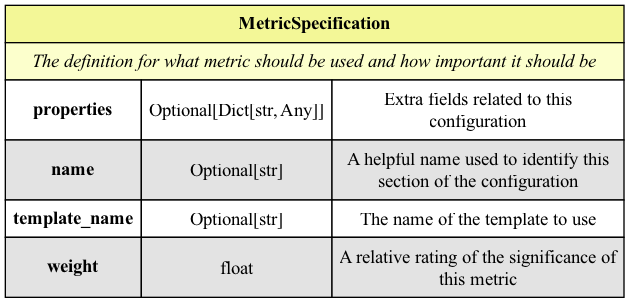 MetricSpecification
The definition for what metric should be used and how important it should be
properties
Optional[Dict[str, Any]]
Extra fields related to this
configuration
name
Optional[str]
A helpful name used to identify this
section of the configuration
template_name
Optional[str]
The name of the template to use
weight
float
A relative rating of the significance of
this metric